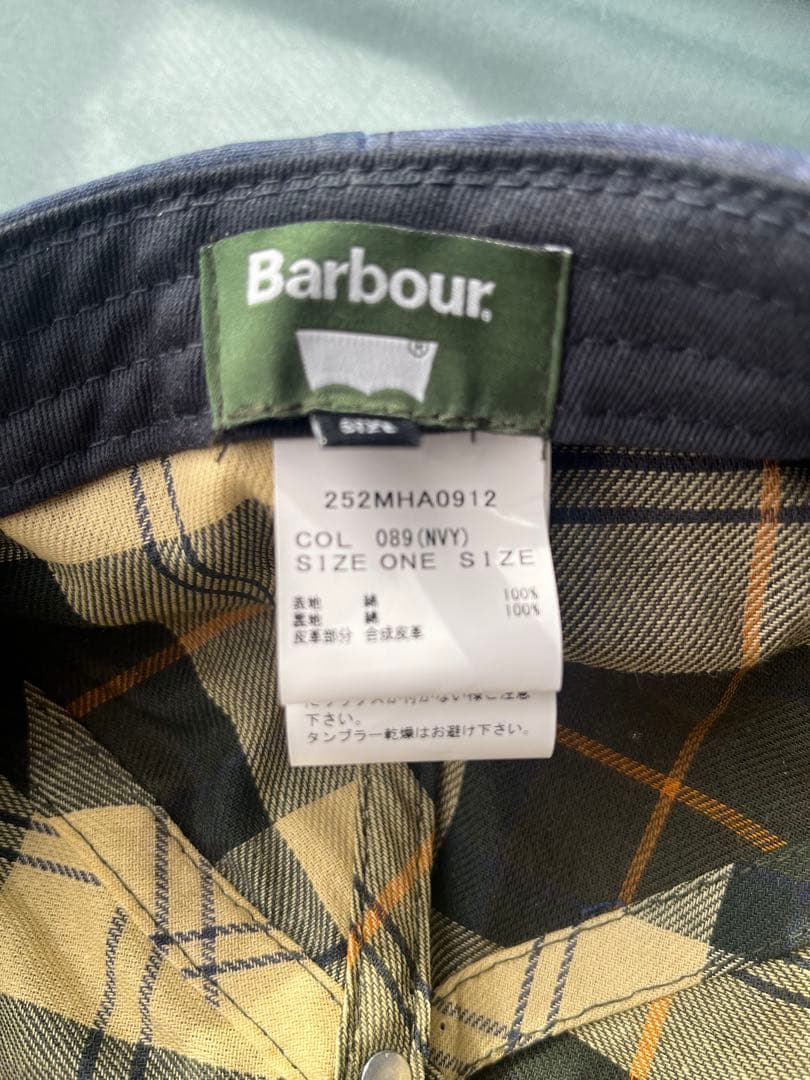 Barbour.
®
252MHA0912
COL 089(NVY)
SIZE ONE SIZE
表地 綿 100%
裏地 綿 100%
皮革部分 合成皮革
下さい。
タンブラー乾燥はお避け下さい。